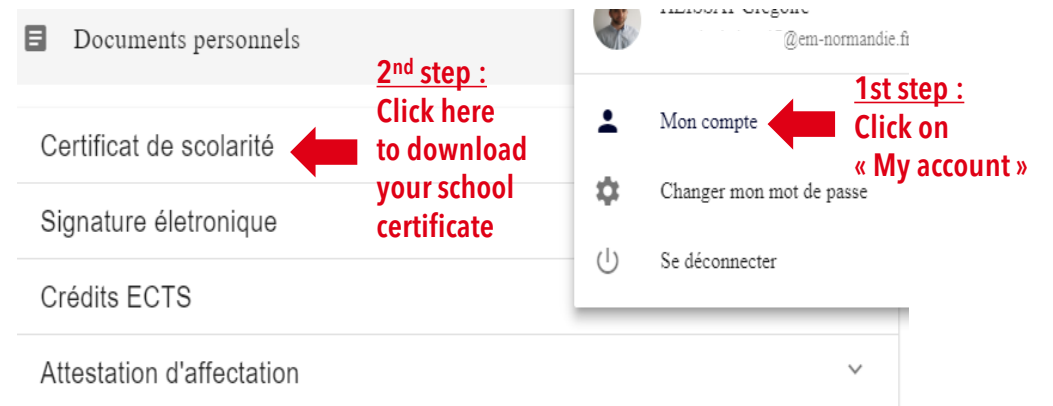 Documents personnels
2nd step :
Click here
to download
your school
certificate
Certificat de scolarité
Signature életronique
Crédits ECTS
Attestation d'affectation
@em-normandie.fr
Mon compte
1st step :
Click on
« My account »
Changer mon mot de passe
Se déconnecter